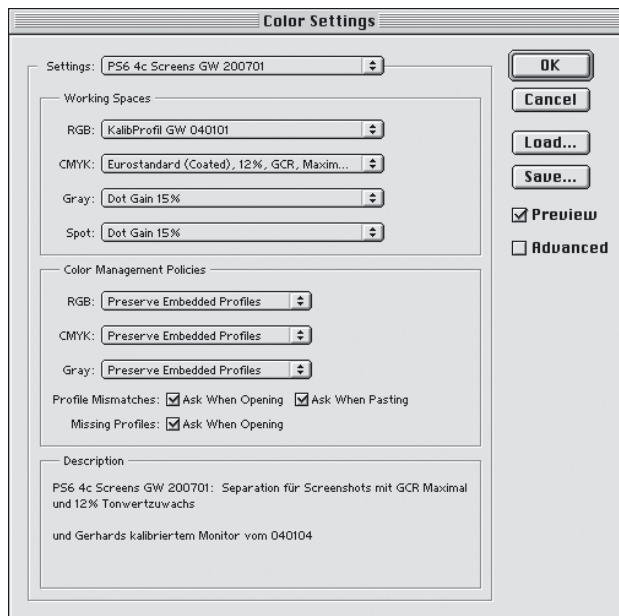 Color Settings
Settings: PS6 4c Screens GW 200701
OK
Cancel
Load...
Save...
Preview
Advanced
Working Spaces
RGB: KalibProfil GW 040101
CMYK: Eurostandard (Coated), 12%, GCR, Maxim...
Gray: Dot Gain 15%
Spot: Dot Gain 15%
Color Management Policies
RGB: Preserve Embedded Profiles
CMYK: Preserve Embedded Profiles
Gray: Preserve Embedded Profiles
Profile Mismatches: Ask When Opening Ask When Pasting
Missing Profiles: Ask When Opening
Description
PS6 4c Screens GW 200701: Separation für Screenshots mit GCR Maximal
und 12% Tonwertzuwachs
und Gerhards kalibriertem Monitor vom 040104